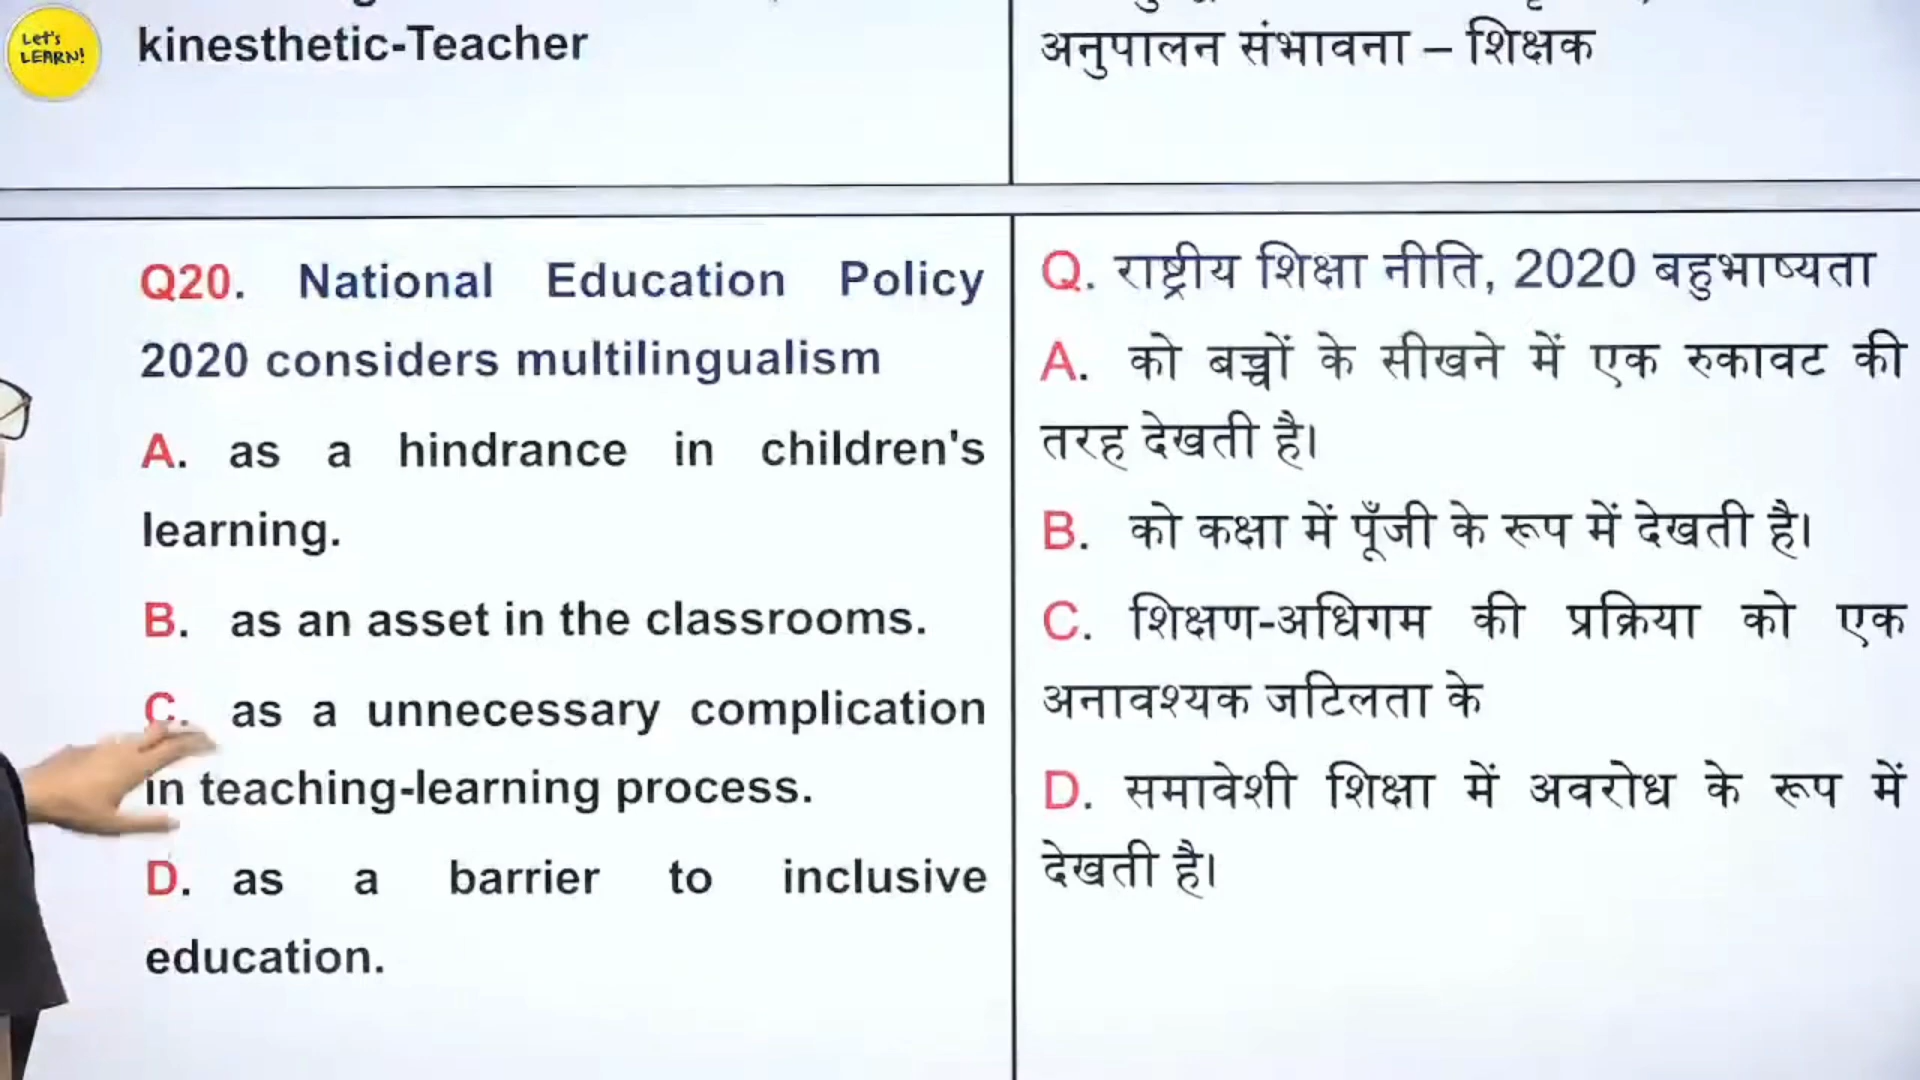 Let's
LEARN!
kinesthetic-Teacher
अनुपालन संभावना – शिक्षक
Q20. National Education Policy
2020 considers multilingualism
A. as a hindrance in children's
learning.
B. as an asset in the classrooms.
C. as a unnecessary complication
in teaching-learning process.
D. as a barrier to inclusive
education.
Q. राष्ट्रीय शिक्षा नीति, 2020 बहुभाष्यता
A. को बच्चों के सीखने में एक रुकावट की
तरह देखती है।
B. को कक्षा में पूँजी के रूप में देखती है।
C. शिक्षण-अधिगम की प्रक्रिया को एक
अनावश्यक जटिलता के
D. समावेशी शिक्षा में अवरोध के रूप में
देखती है।